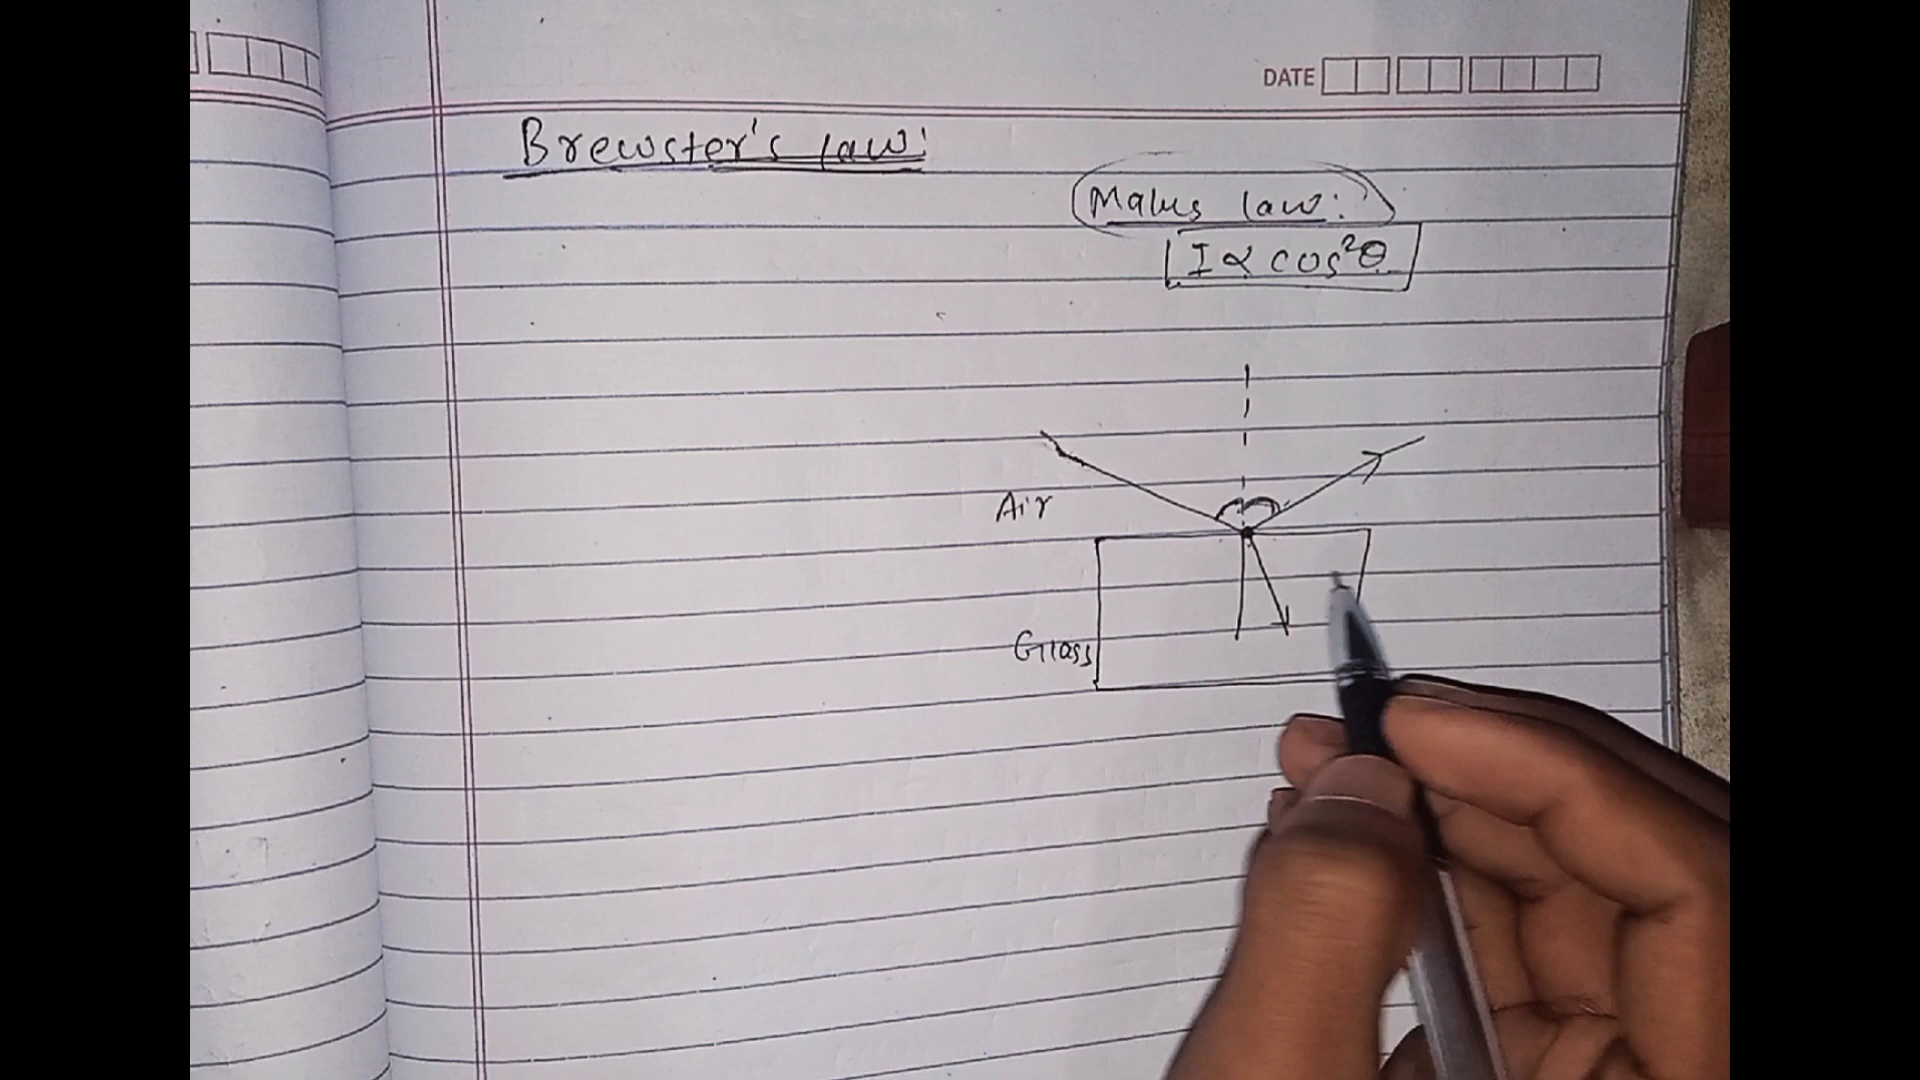 DATE
Brewster's law:
Malus law:
I ∝ cos²θ
Air
Glass